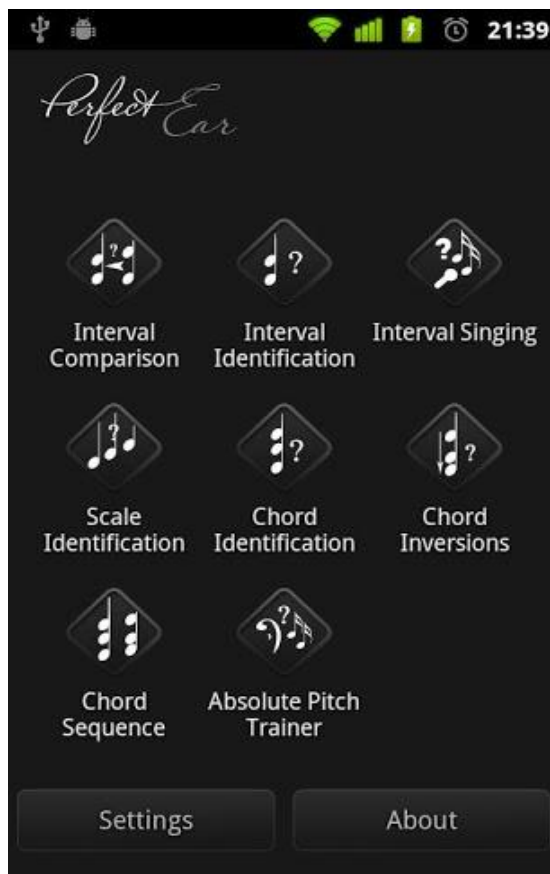 21:39
Perfect Ear
?
?
?
Interval
Comparison
Interval
Identification
Interval Singing
?
?
?
Scale
Identification
Chord
Identification
Chord
Inversions
?
Chord
Sequence
Absolute Pitch
Trainer
Settings
About